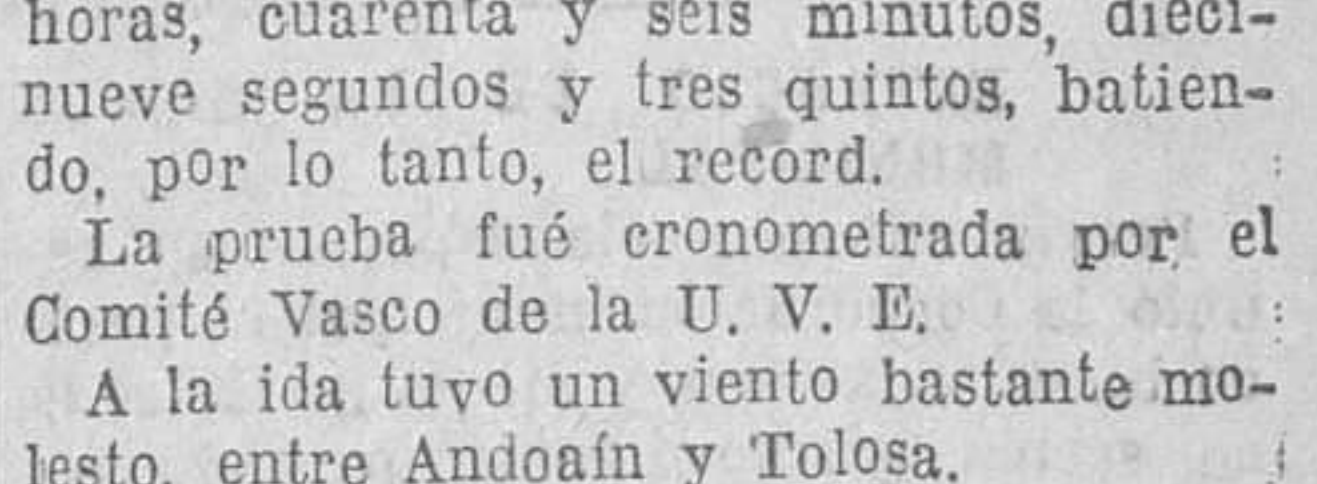 horas, cuarenta y seis minutos, dieci-
nueve segundos y tres quintos, batien-
do, por lo tanto, el record.
La prueba fué cronometrada por el
Comité Vasco de la U. V. E.
A la ida tuvo un viento bastante mo-
lesto, entre Andoaín y Tolosa.